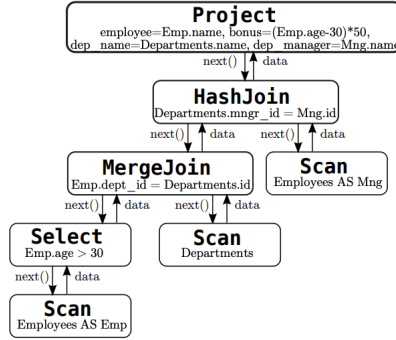 Project
employee=Emp.name, bonus=(Emp.age-30)*50,
dep_name=Departments.name, dep_manager=Mng.name
next() data
HashJoin
Departments.mngr_id = Mng.id
next() data next() data
MergeJoin
Emp.dept_id = Departments.id
Scan
Employees AS Mng
next() data next() data
Select
Emp.age > 30
Scan
Departments
next() data
Scan
Employees AS Emp